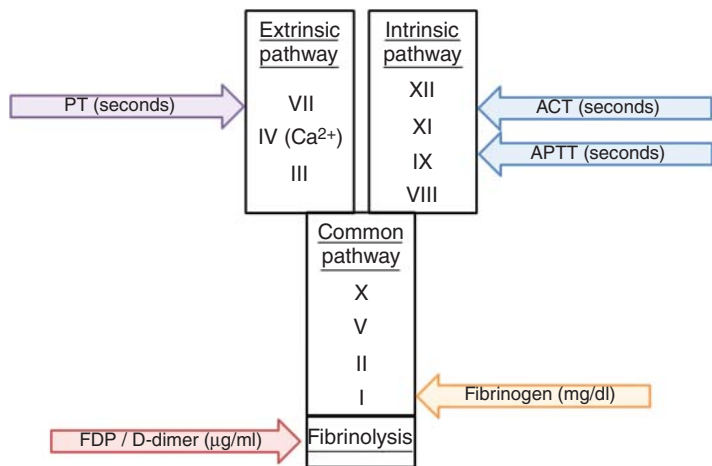 Extrinsic
pathway
VII
IV (Ca²⁺)
III
Intrinsic
pathway
XII
XI
IX
VIII
PT (seconds)
ACT (seconds)
APTT (seconds)
Common
pathway
X
V
II
I
Fibrinogen (mg/dl)
FDP / D-dimer (μg/ml)
Fibrinolysis